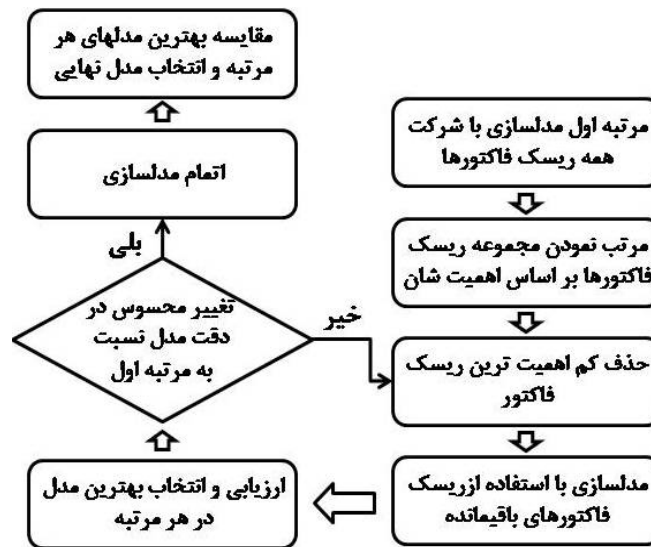 مقایسه بهترین مدلهای هر
مرتبه و انتخاب مدل نهایی
مرتبه اول مدلسازی با شرکت
همه ریسک فاکتورها
اتمام مدلسازی
بلی
مرتب نمودن مجموعه ریسک
فاکتورها بر اساس اهمیت شان
تغییر محسوس در
دقت مدل نسبت
به مرتبه اول
خیر
حذف کم اهمیت ترین ریسک
فاکتور
مدلسازی با استفاده ازریسک
فاکتورهای باقیمانده
ارزیابی و انتخاب بهترین مدل
در هر مرتبه